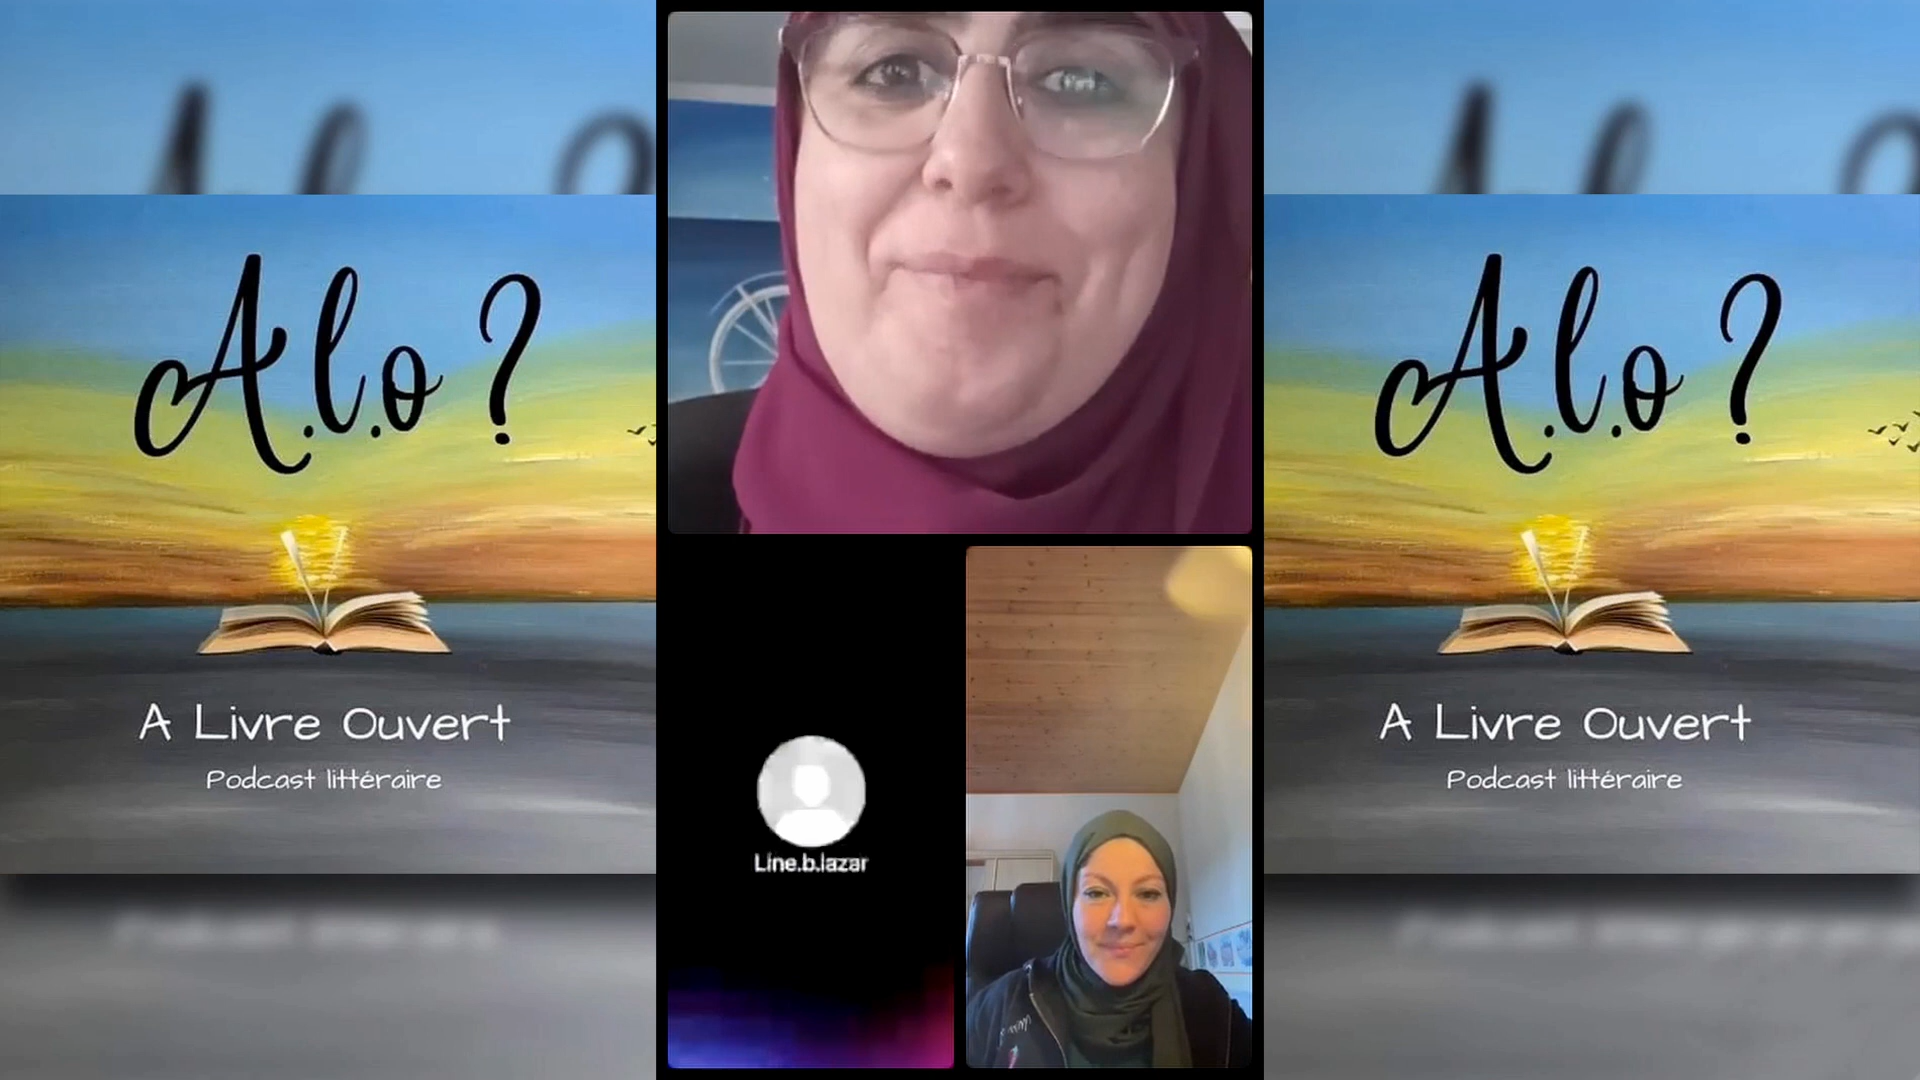 A.l.o ?
A Livre Ouvert
Podcast littéraire
Line.b.lazar
A.l.o ?
A Livre Ouvert
Podcast littéraire